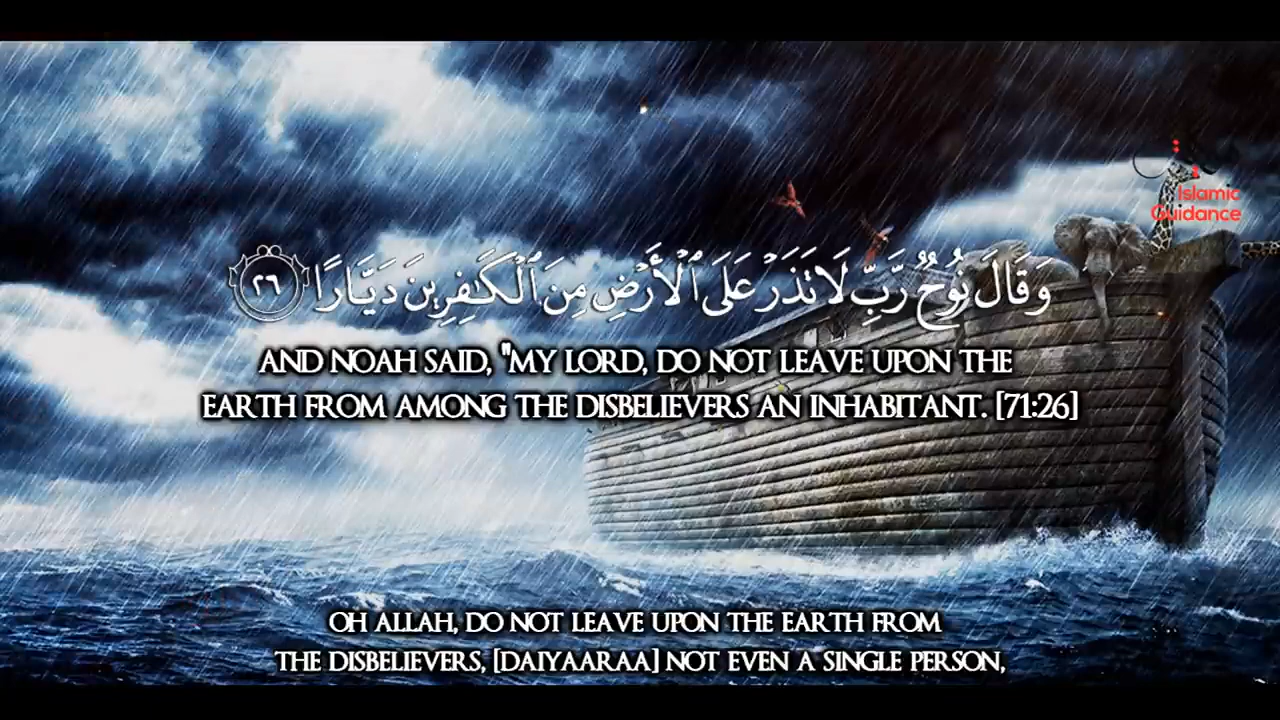 Islamic
Guidance
وَقَالَ نُوحٌ رَّبِّ لَا تَذَرْ عَلَى ٱلْأَرْضِ مِنَ ٱلْكَـٰفِرِينَ دَيَّارًا ٢٦
AND NOAH SAID, "MY LORD, DO NOT LEAVE UPON THE
EARTH FROM AMONG THE DISBELIEVERS AN INHABITANT. [71:26]
OH ALLAH, DO NOT LEAVE UPON THE EARTH FROM
THE DISBELIEVERS, [DAIYAARAA] NOT EVEN A SINGLE PERSON,